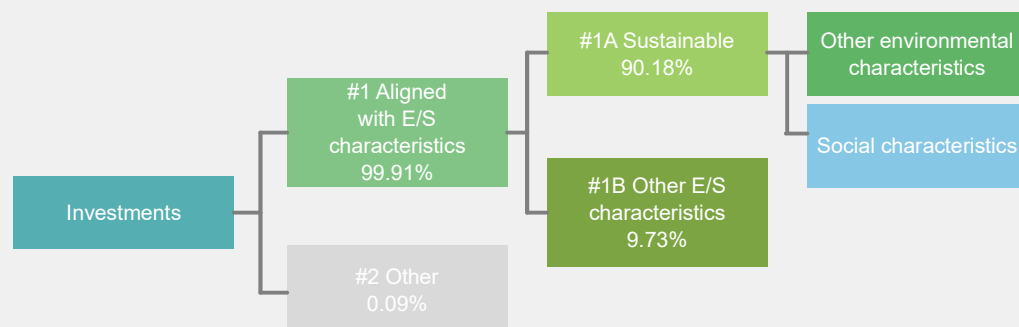 Investments
#1 Aligned
with E/S
characteristics
99.91%
#2 Other
0.09%
#1A Sustainable
90.18%
#1B Other E/S
characteristics
9.73%
Other environmental
characteristics
Social characteristics